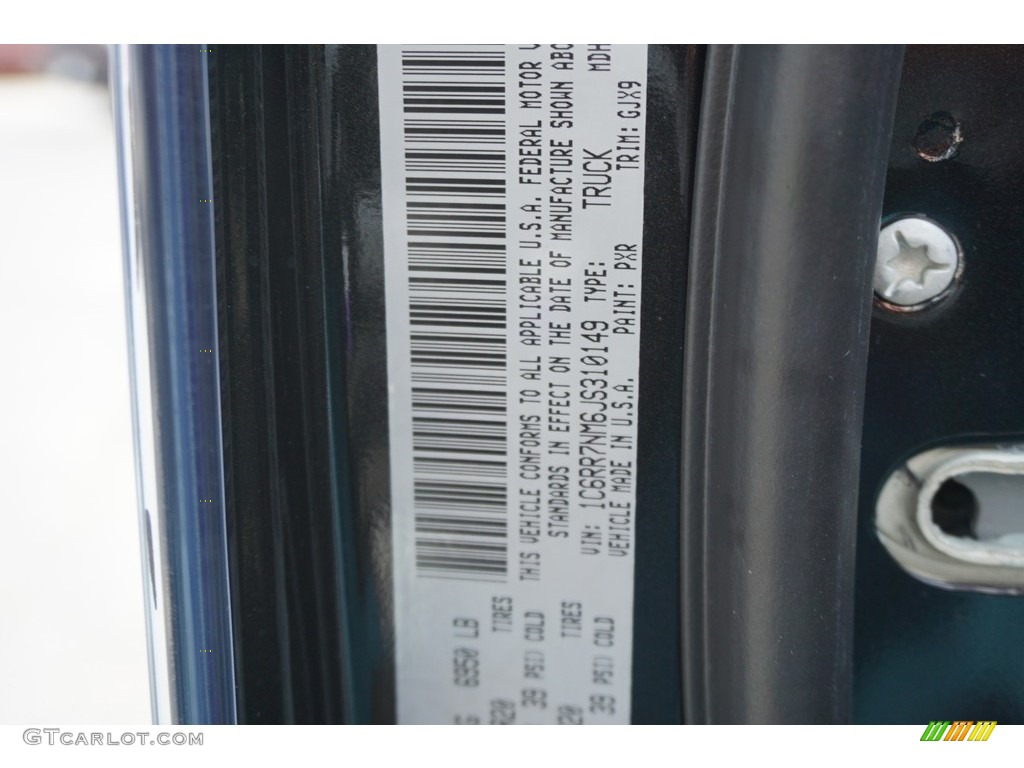 THIS VEHICLE CONFORMS TO ALL APPLICABLE U.S.A. FEDERAL MOTOR
STANDARDS IN EFFECT ON THE DATE OF MANUFACTURE SHOWN ABO
VIN: 1C6RR7NM6JS310149 TYPE: TRUCK
VEHICLE MADE IN U.S.A. PAINT: PXR TRIM: GJX9
MDH
6950 LB
TIRES
39 PSI) COLD
TIRES
39 PSI) COLD
GTCarlot.com